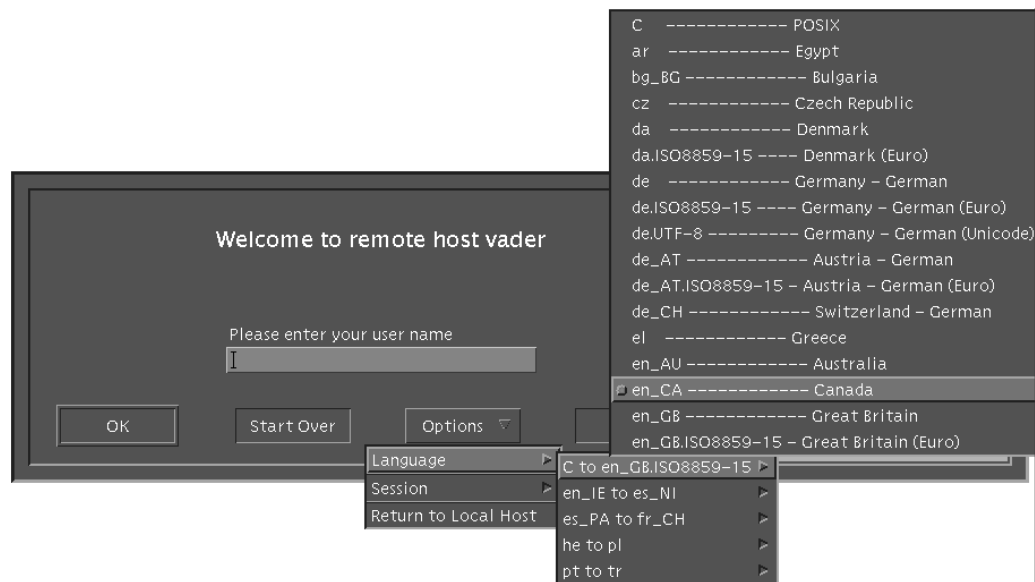 Welcome to remote host vader
Please enter your user name
OK
Start Over
Options
Language
Session
Return to Local Host
C to en_GB.ISO8859-15
en_IE to es_NI
es_PA to fr_CH
he to pl
pt to tr
C ------------ POSIX
ar ------------ Egypt
bg_BG ------------ Bulgaria
cz ------------ Czech Republic
da ------------ Denmark
da.ISO8859-15 ---- Denmark (Euro)
de ------------ Germany - German
de.ISO8859-15 ---- Germany - German (Euro)
de.UTF-8 --------- Germany - German (Unicode)
de_AT ------------ Austria - German
de_AT.ISO8859-15 - Austria - German (Euro)
de_CH ------------ Switzerland - German
el ------------ Greece
en_AU ------------ Australia
en_CA ------------ Canada
en_GB ------------ Great Britain
en_GB.ISO8859-15 - Great Britain (Euro)